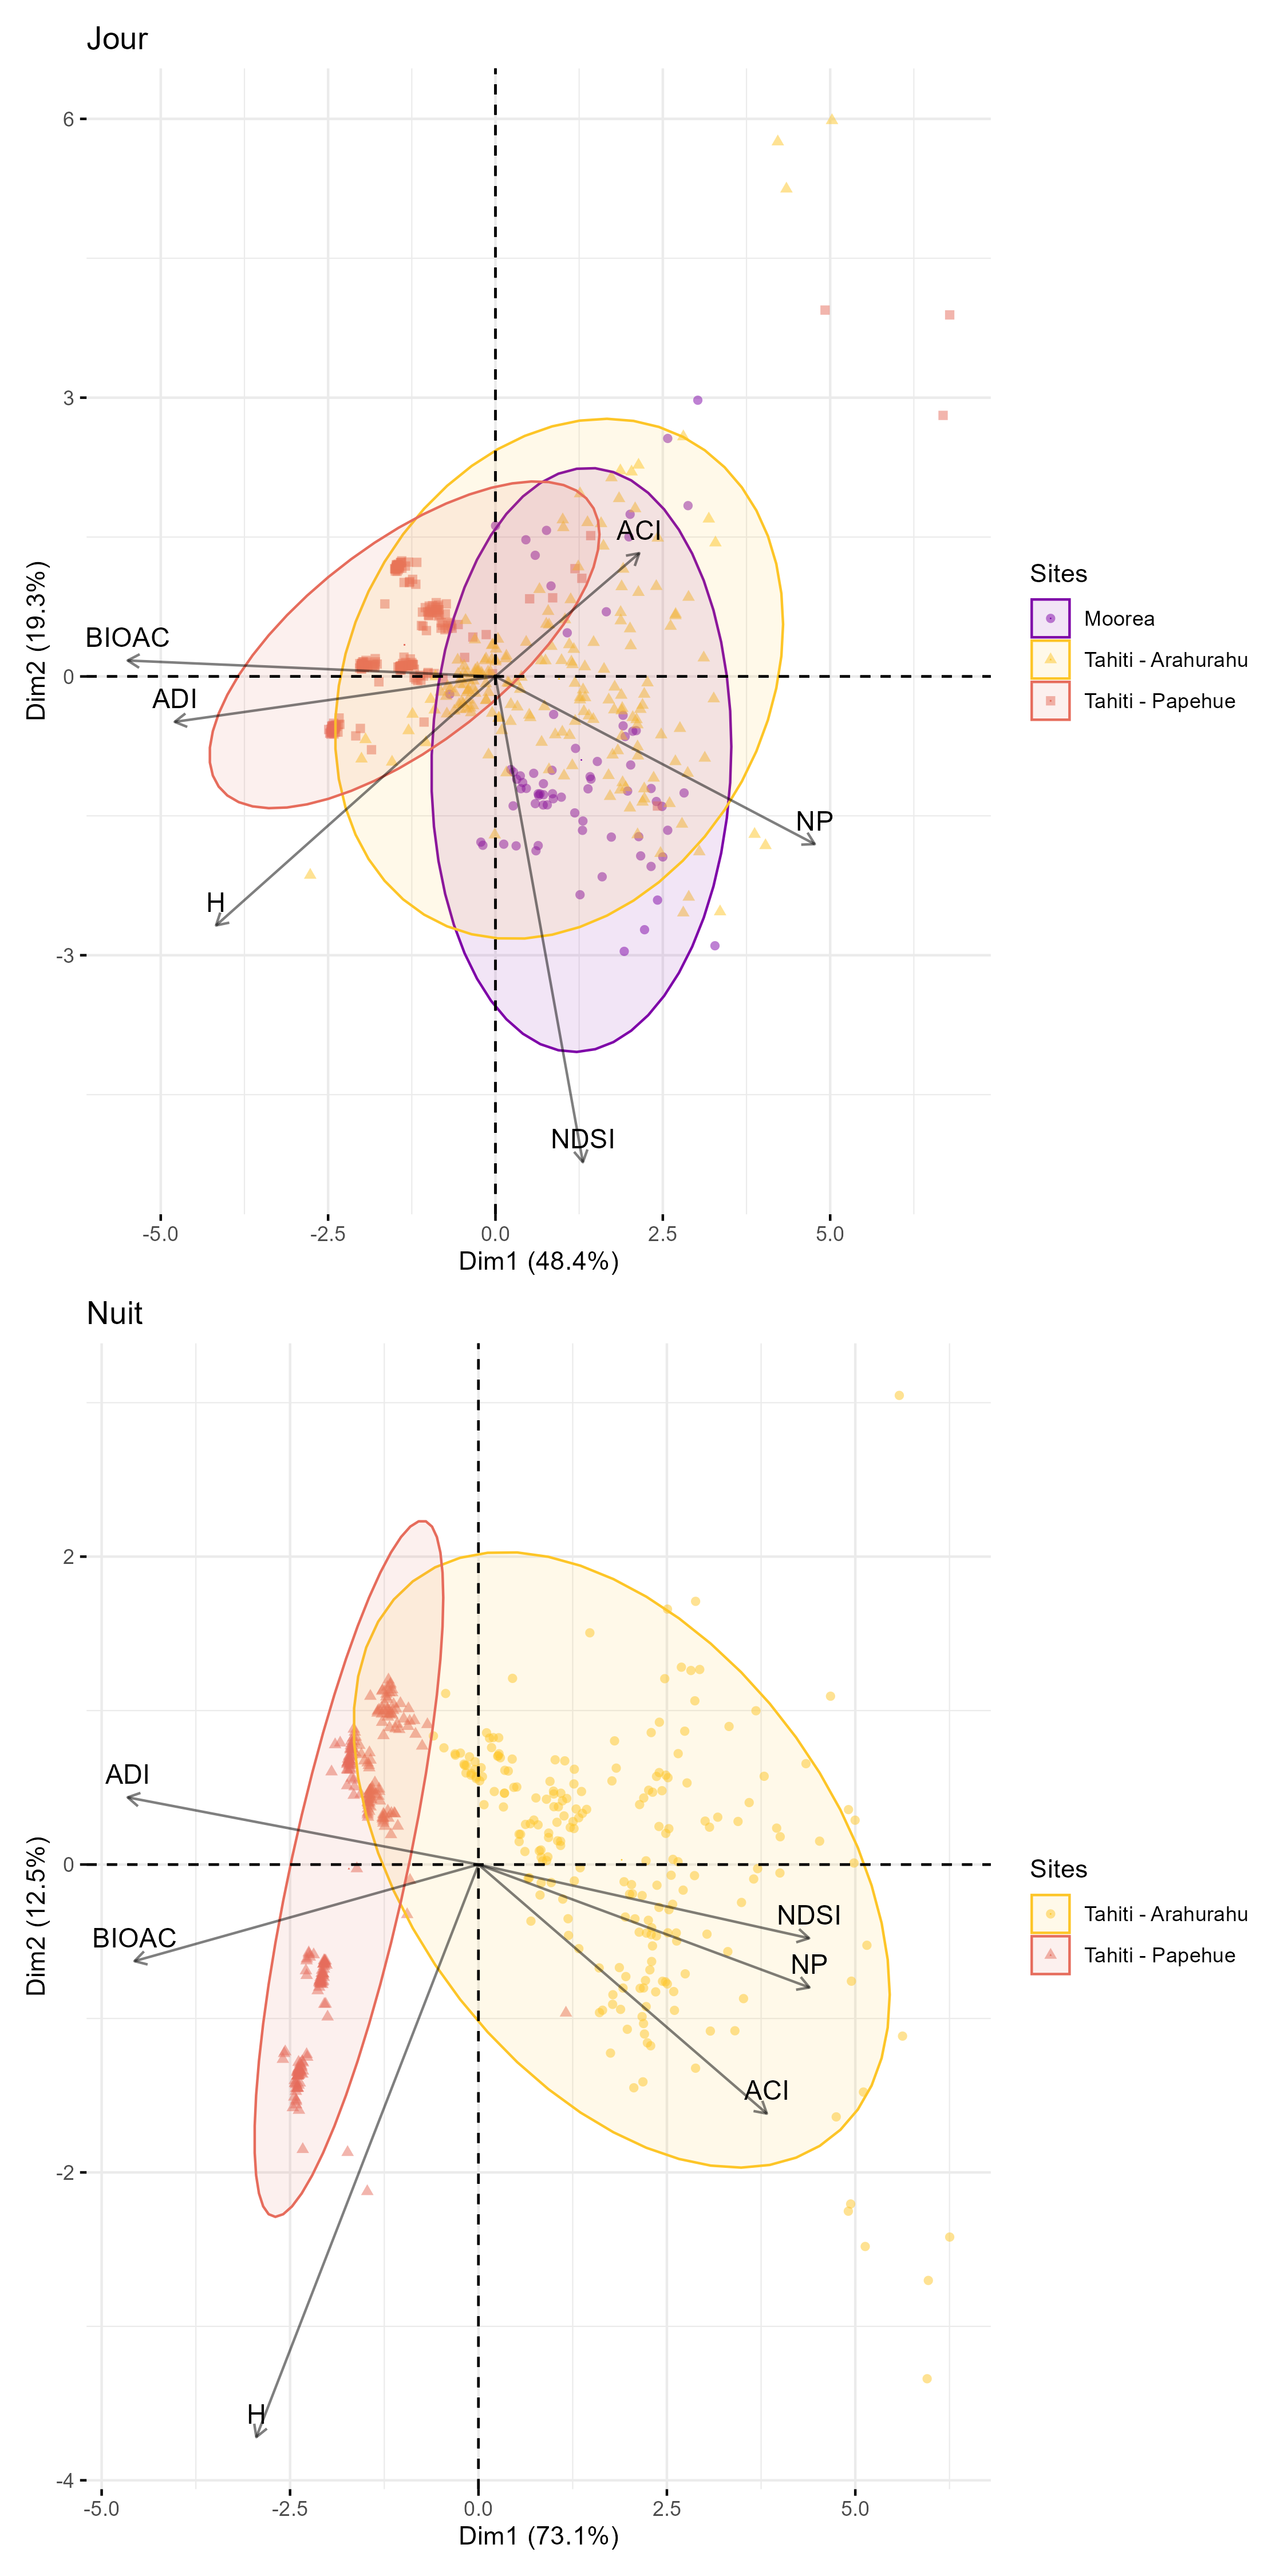 Jour
6
3
0
-3
Dim2 (19.3%)
ACI
BIOAC
ADI
NP
H
NDSI
-5.0 -2.5 0.0 2.5 5.0
Dim1 (48.4%)
Sites
Moorea
Tahiti - Arahurahu
Tahiti - Papehue
Nuit
2
0
-2
-4
Dim2 (12.5%)
ADI
NDSI
BIOAC
NP
ACI
H
-5.0 -2.5 0.0 2.5 5.0
Dim1 (73.1%)
Sites
Tahiti - Arahurahu
Tahiti - Papehue